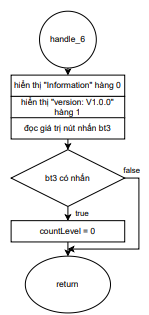 handle_6
hiển thị "Information" hàng 0
hiển thị "version: V1.0.0"
hàng 1
đọc giá trị nút nhấn bt3
false
bt3 có nhấn
true
countLevel = 0
return